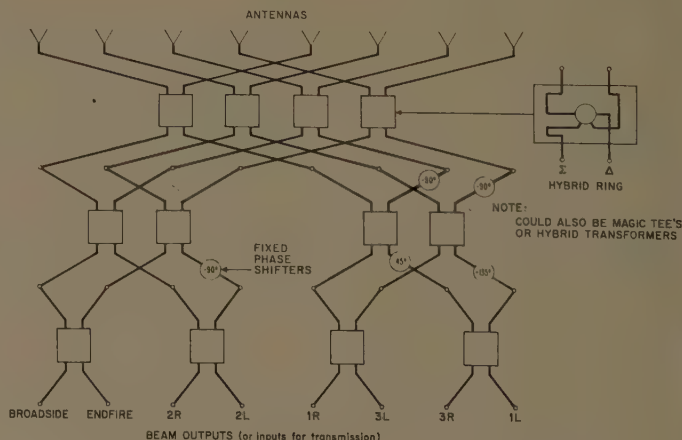 ANTENNAS
-90°
-90°
Σ Δ
HYBRID RING
NOTE:
COULD ALSO BE MAGIC TEE'S
OR HYBRID TRANSFORMERS
FIXED
PHASE
SHIFTERS
-90°
-135°
BROADSIDE ENDFIRE 2R 2L 1R 3L 3R 1L
BEAM OUTPUTS (or inputs for transmission)